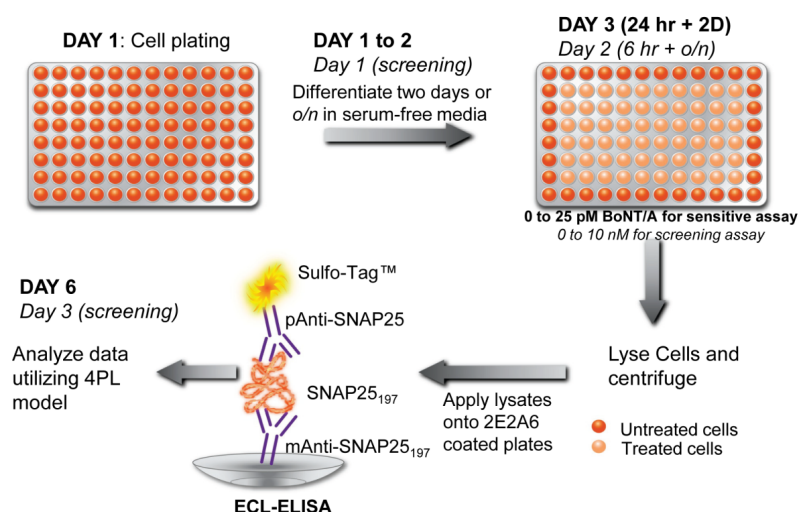 DAY 1: Cell plating
DAY 1 to 2
Day 1 (screening)
Differentiate two days or
o/n in serum-free media
DAY 3 (24 hr + 2D)
Day 2 (6 hr + o/n)
0 to 25 pM BoNT/A for sensitive assay
0 to 10 nM for screening assay
Lyse Cells and
centrifuge
Untreated cells
Treated cells
Apply lysates
onto 2E2A6
coated plates
Sulfo-Tag™
pAnti-SNAP25
SNAP25₁₉₇
mAnti-SNAP25₁₉₇
ECL-ELISA
DAY 6
Day 3 (screening)
Analyze data
utilizing 4PL
model